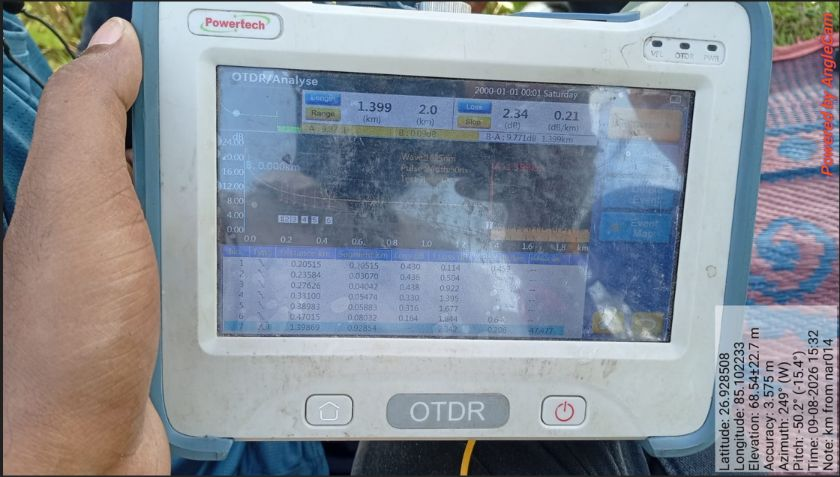 Powertech
VFL OTDR PWR
OTDR/Analyse
2000-01-01 00:01 Saturday
Length
1.399
(km)
2.0
(km)
Range
Loss
2.34
(dB)
0.21
(dB/km)
Slop
B-A: 9.771dB 1.399km
dB
24.00
20.00
16.00
12.00
8.00
4.00
0.00
0.0 0.2 0.4 0.6 0.8 1.0 1.6 1.8 km
Event
Map
1 0.20515 0.20515 0.430 0.114
2 0.23584 0.03070 0.436 0.504
3 0.27626 0.04042 0.438 0.922
4 0.33100 0.05474 0.330 1.395
5 0.38983 0.05883 0.316 1.677
6 0.47015 0.08032 0.164 1.844
7 1.39869 0.92854 2.342 0.206 47.477
OTDR
Powered by AngleCam
Latitude: 26.928508
Longitude: 85.102233
Elevation: 68.54±22.7 m
Accuracy: 3.575 m
Azimuth: 249° (W)
Pitch: -50.2° (-15.4°)
Time: 09-08-2026 15:32
Note: km from nar014